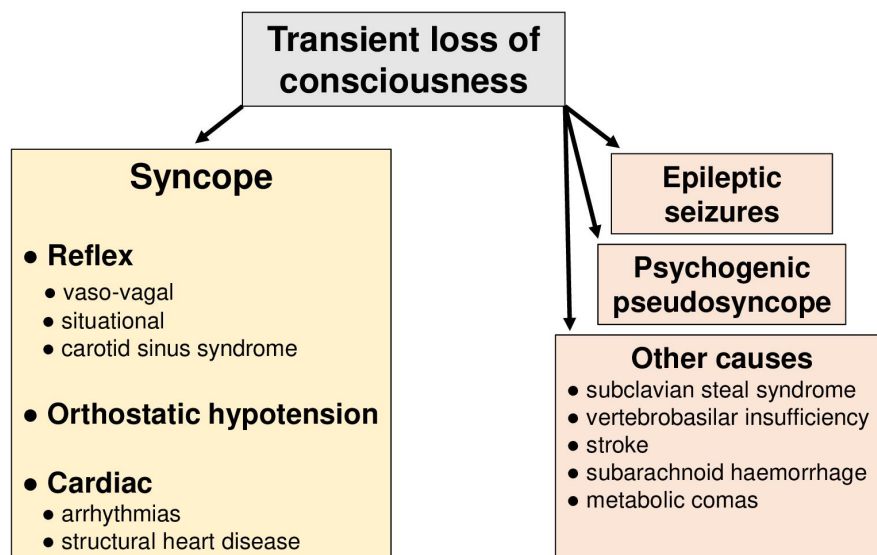 Transient loss of
consciousness
Syncope
● Reflex
● vaso-vagal
● situational
● carotid sinus syndrome
● Orthostatic hypotension
● Cardiac
● arrhythmias
● structural heart disease
Epileptic
seizures
Psychogenic
pseudosyncope
Other causes
● subclavian steal syndrome
● vertebrobasilar insufficiency
● stroke
● subarachnoid haemorrhage
● metabolic comas